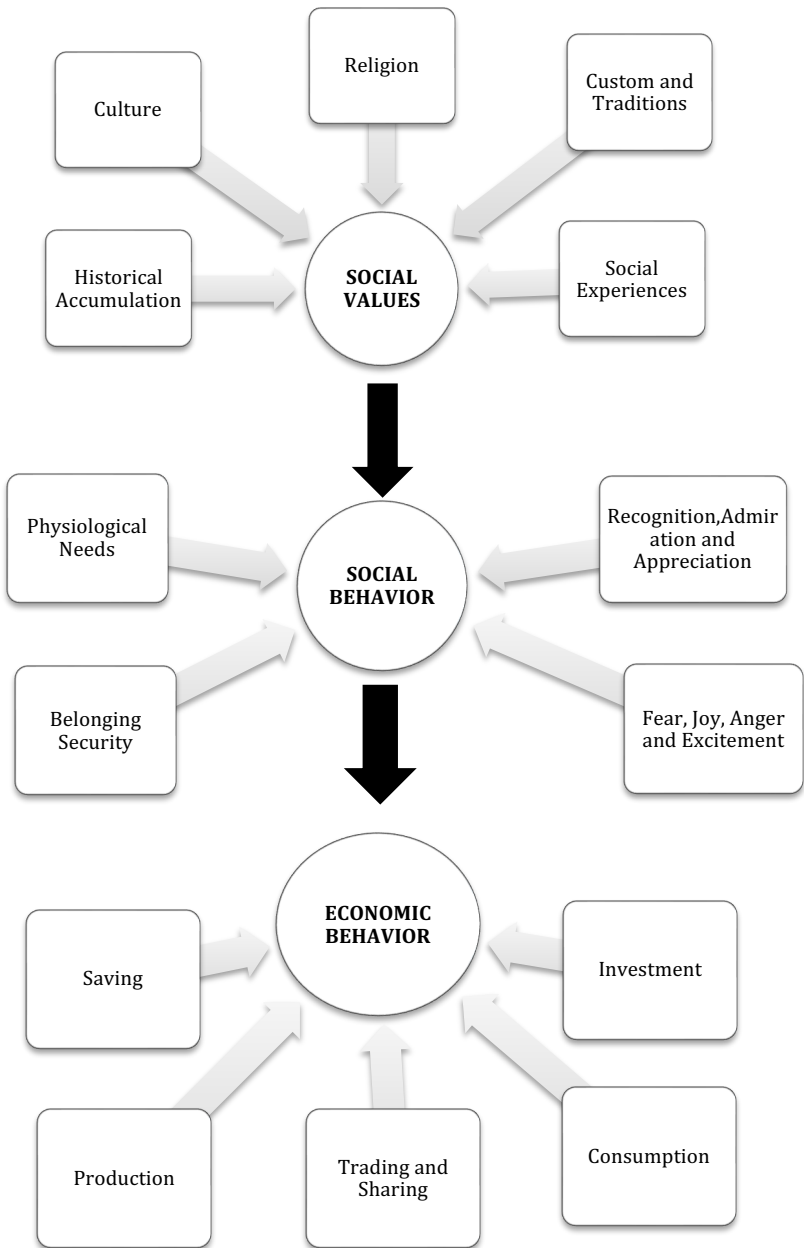 Religion
Culture
Custom and
Traditions
Historical
Accumulation
SOCIAL
VALUES
Social
Experiences
Physiological
Needs
SOCIAL
BEHAVIOR
Recognition,Admir
ation and
Appreciation
Belonging
Security
Fear, Joy, Anger
and Excitement
ECONOMIC
BEHAVIOR
Saving
Investment
Production
Trading and
Sharing
Consumption